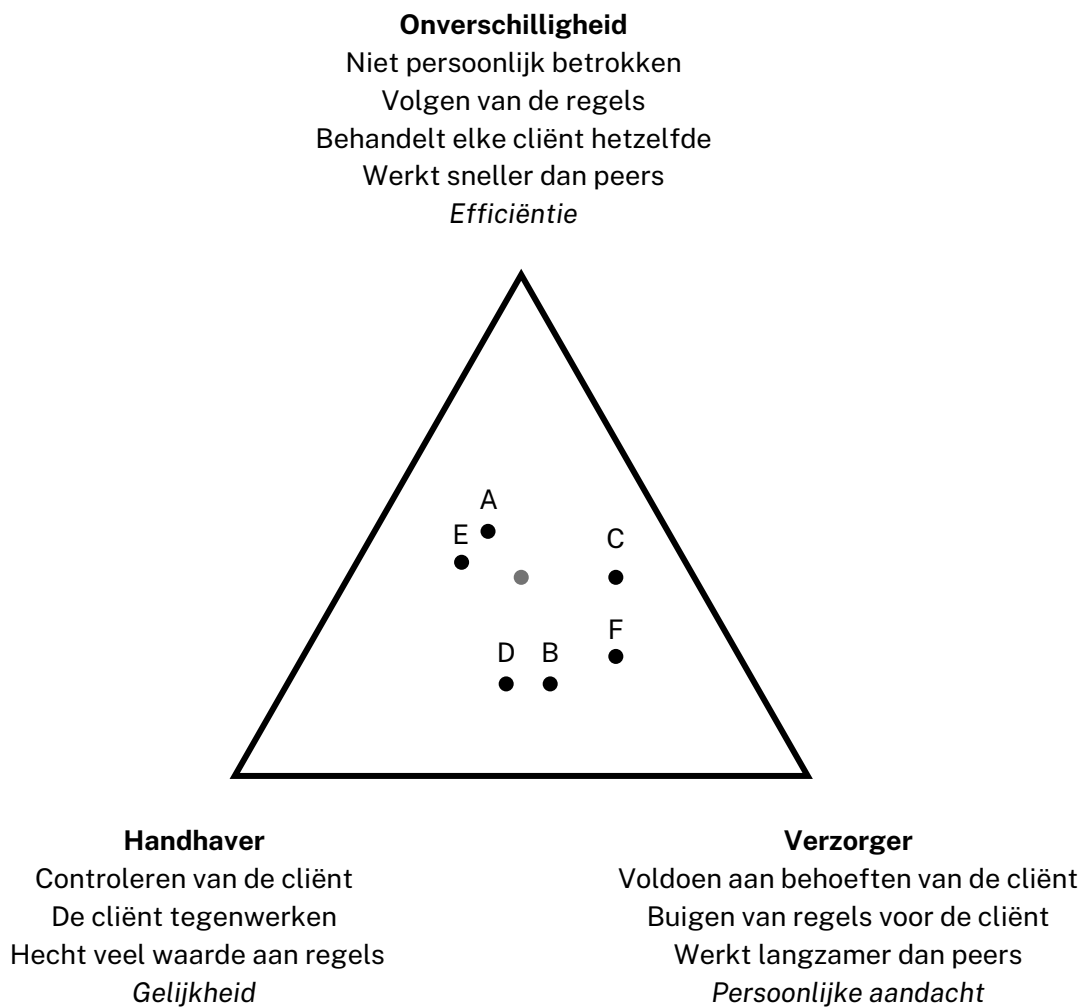 Onverschilligheid
Niet persoonlijk betrokken
Volgen van de regels
Behandelt elke cliënt hetzelfde
Werkt sneller dan peers
Efficiëntie
A
E
C
F
D
B
Handhaver
Controleren van de cliënt
De cliënt tegenwerken
Hecht veel waarde aan regels
Gelijkheid
Verzorger
Voldoen aan behoeften van de cliënt
Buigen van regels voor de cliënt
Werkt langzamer dan peers
Persoonlijke aandacht